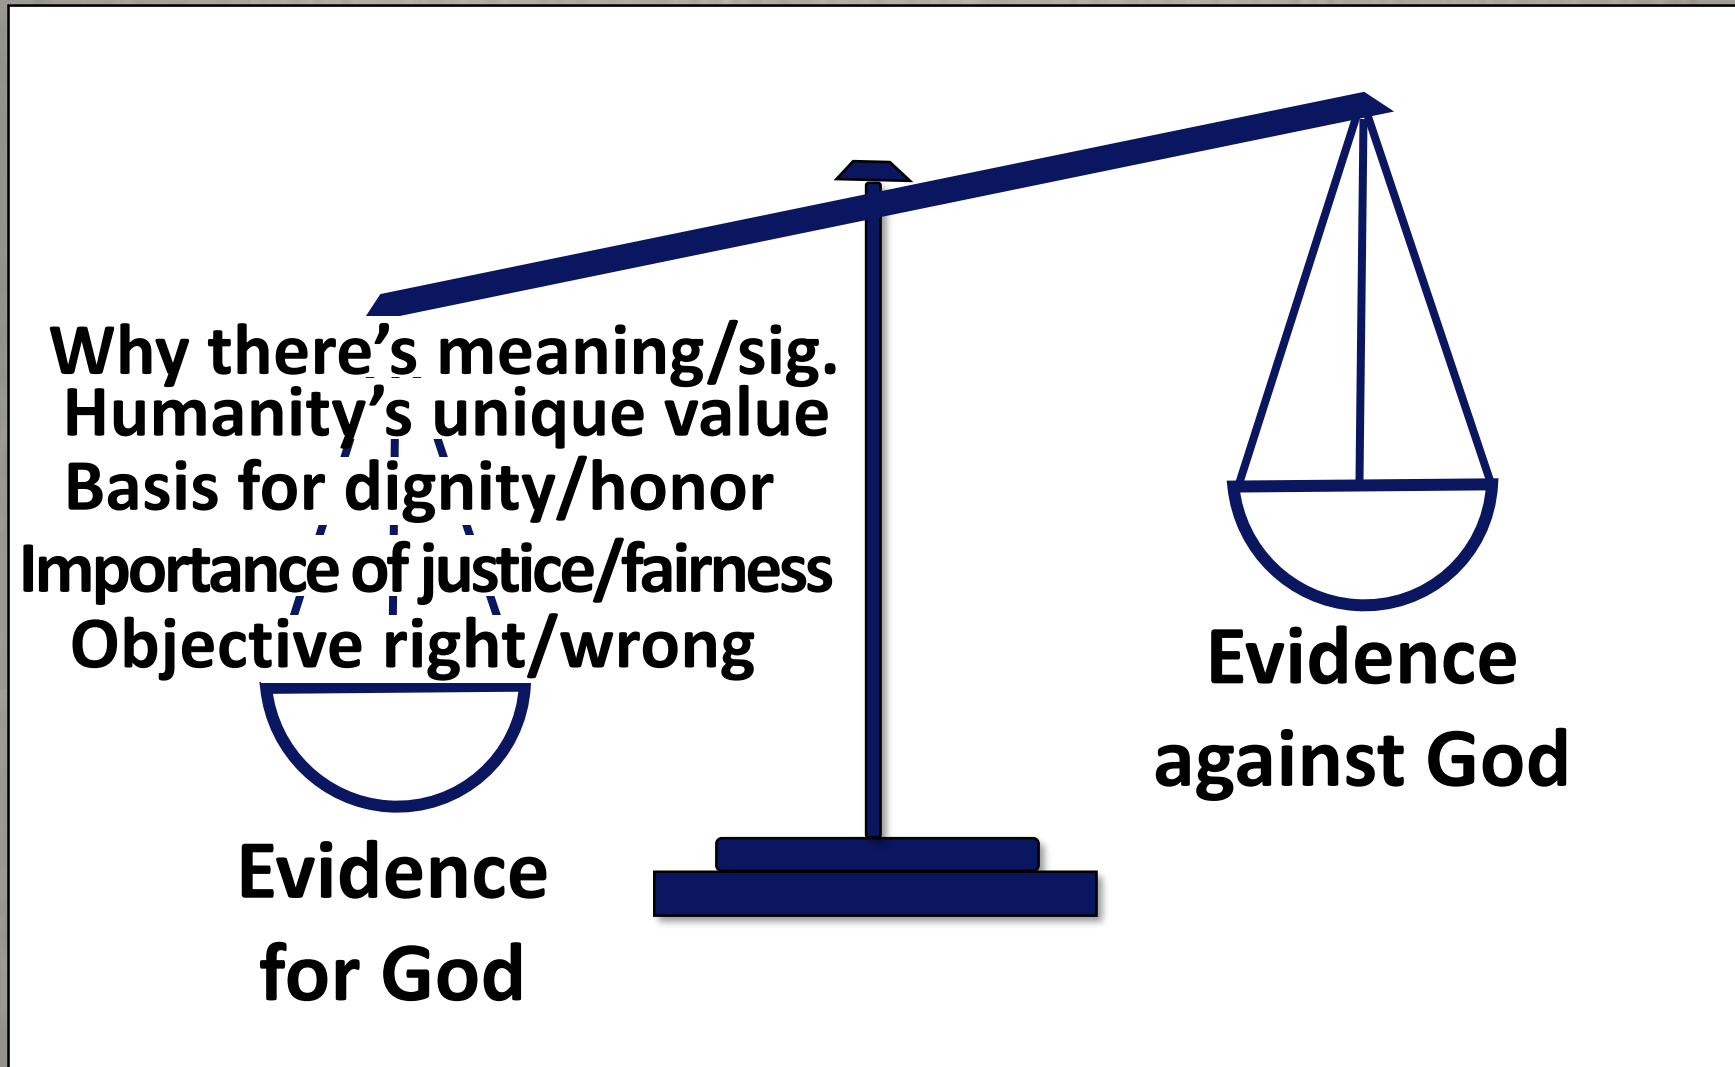 Why there’s meaning/sig.
Humanity’s unique value
Basis for dignity/honor
Importance of justice/fairness
Objective right/wrong
Evidence
for God
Evidence
against God